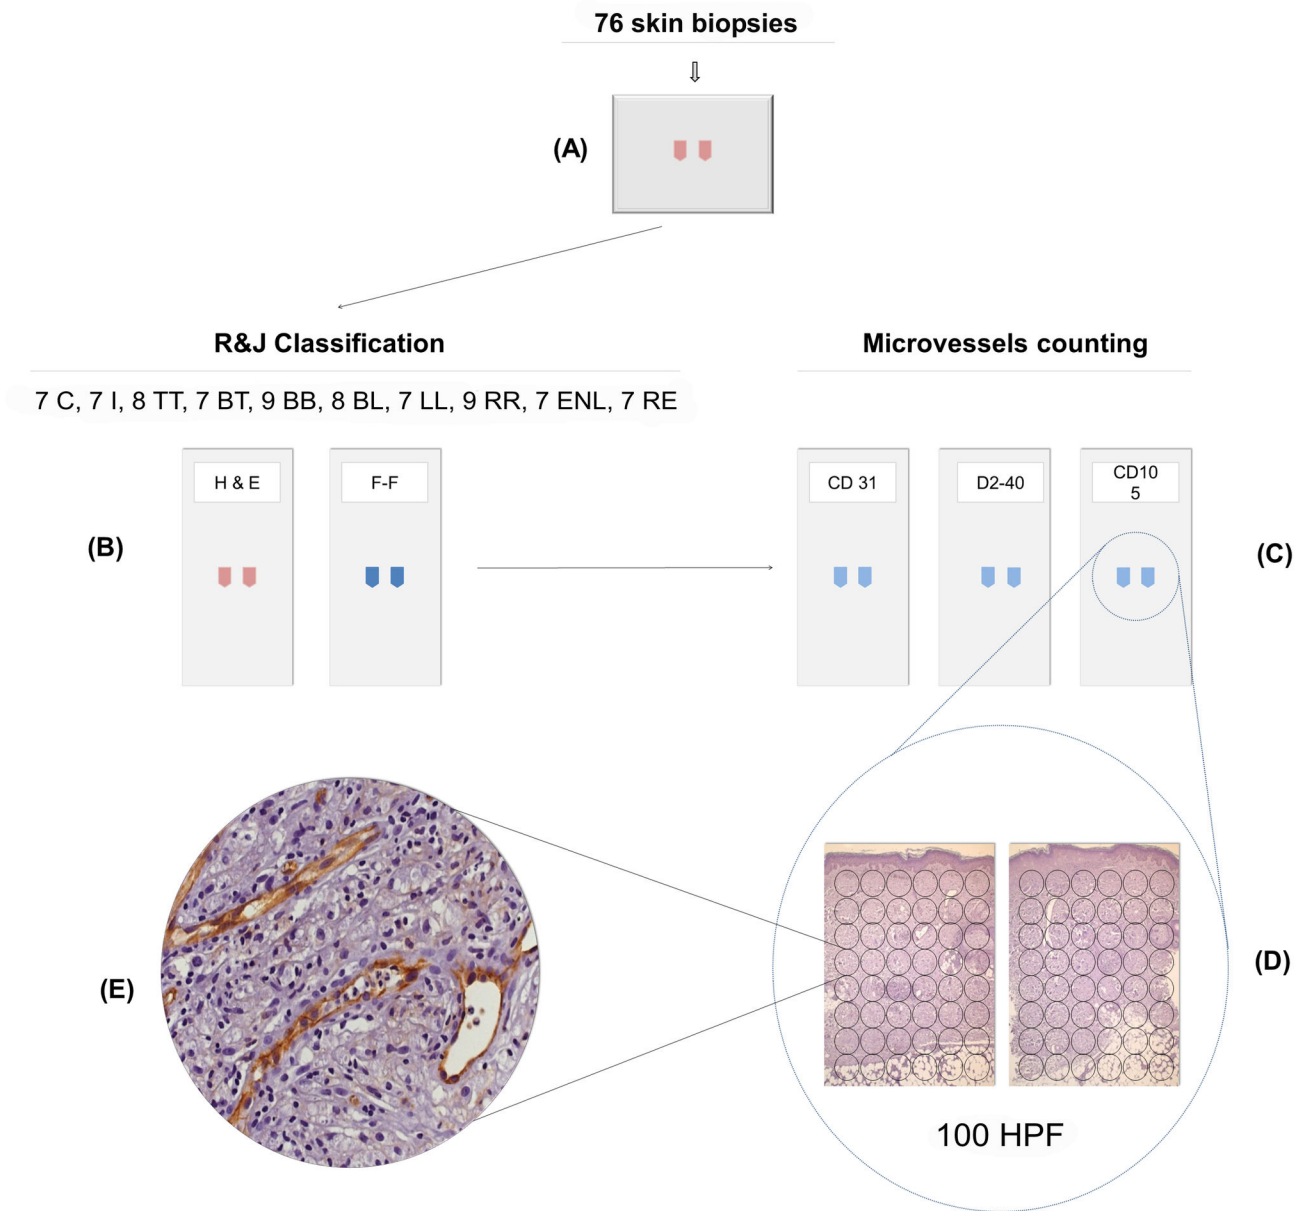 76 skin biopsies
(A)
R&J Classification
7 C, 7 I, 8 TT, 7 BT, 9 BB, 8 BL, 7 LL, 9 RR, 7 ENL, 7 RE
H & E
F-F
(B)
Microvessels counting
CD 31
D2-40
CD10
5
(C)
(D)
100 HPF
(E)